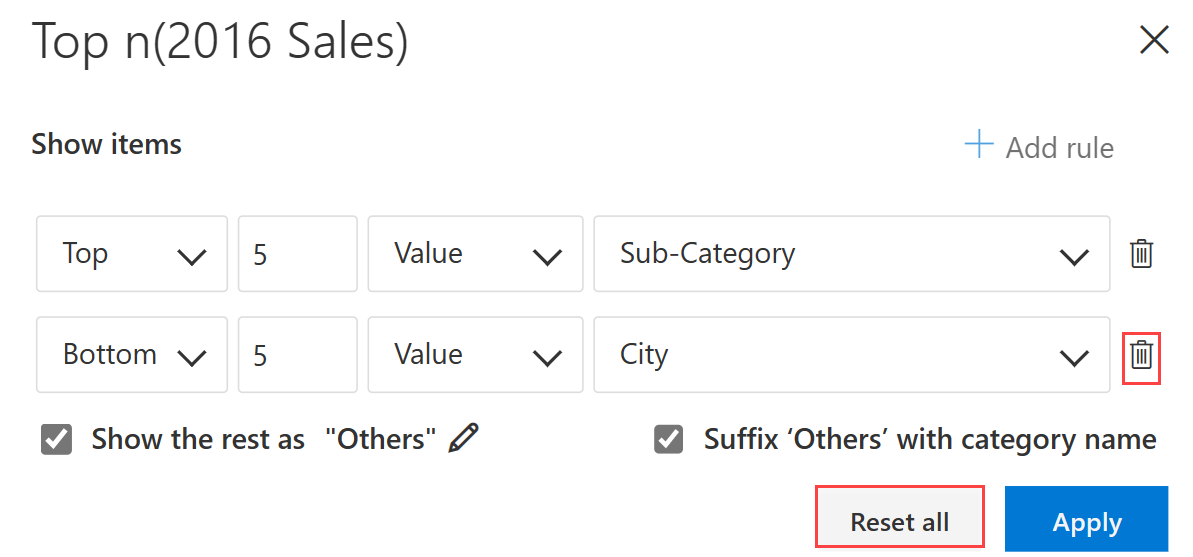 Top n(2016 Sales)
Show items
Add rule
Top 5 Value Sub-Category
Bottom 5 Value City
Show the rest as "Others" Suffix ‘Others’ with category name
Reset all Apply